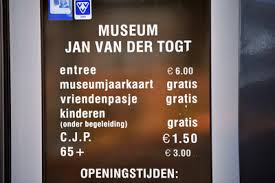 MUSEUM
JAN VAN DER TOGT
entree € 6.00
museumjaarkaart gratis
vriendenpasje gratis
kinderen gratis
(onder begeleiding)
C.J.P. € 1.50
65+ € 3.00
OPENINGSTIJDEN: